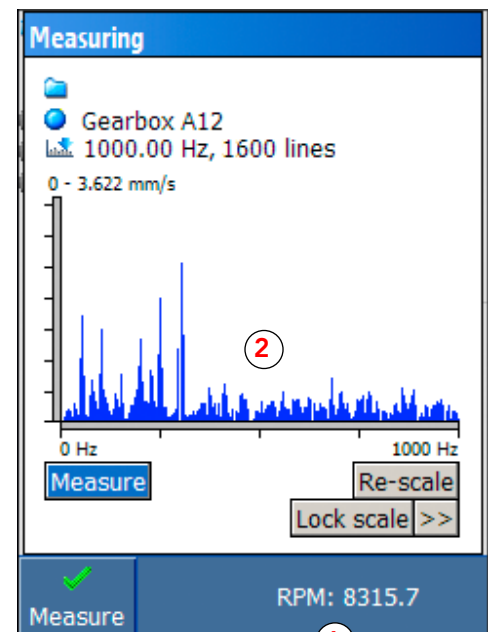 Measuring
Gearbox A12
1000.00 Hz, 1600 lines
0 - 3.622 mm/s
2
0 Hz
1000 Hz
Measure
Re-scale
Lock scale >>
Measure
RPM: 8315.7